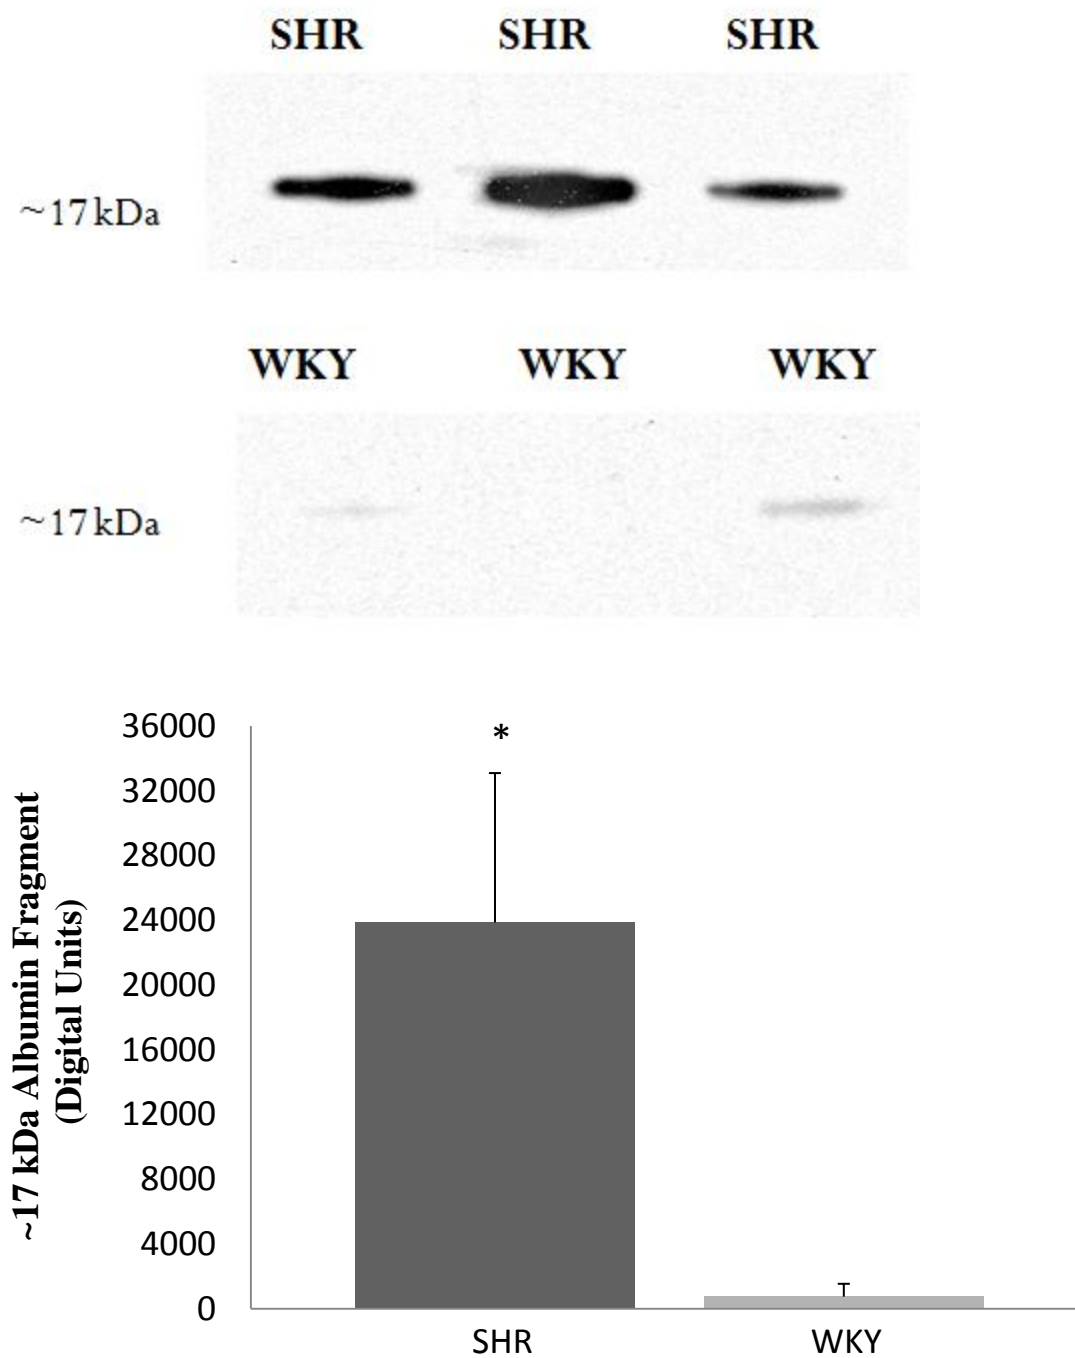 SHR SHR SHR
~17 kDa
WKY WKY WKY
~17 kDa
~17 kDa Albumin Fragment
(Digital Units)
36000
*
32000
28000
24000
20000
16000
12000
8000
4000
0
SHR WKY